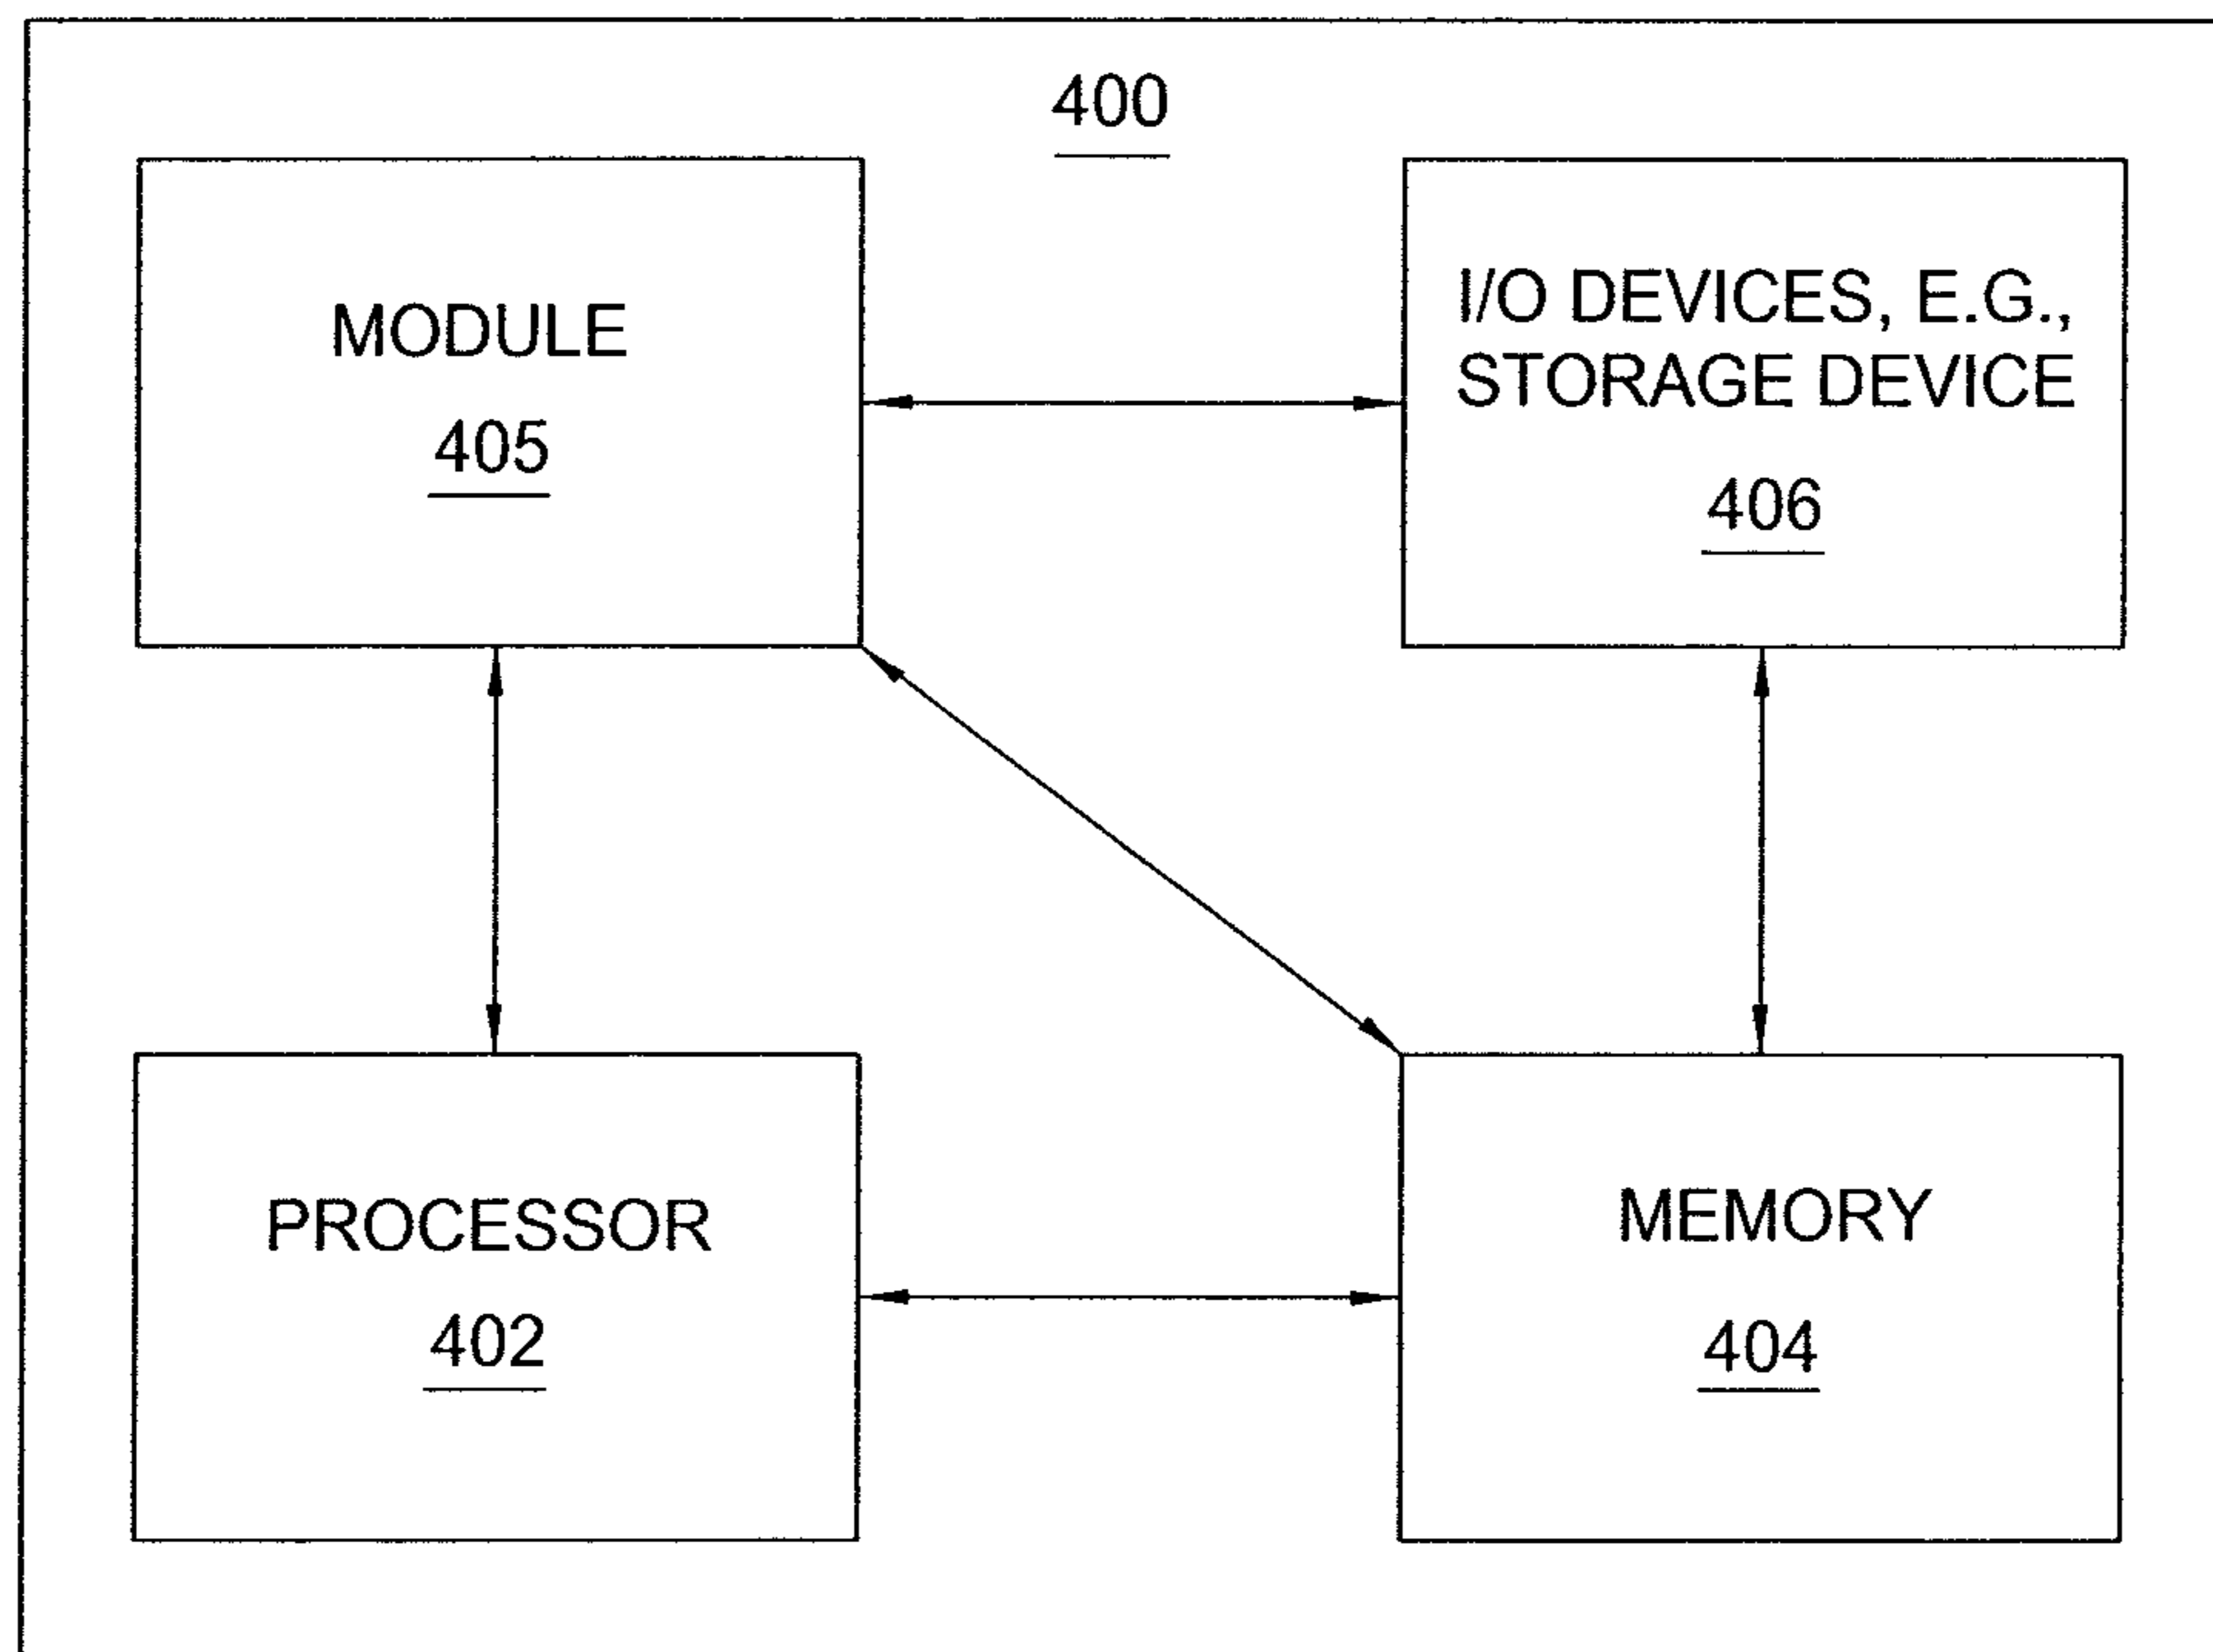 400
MODULE
405
I/O DEVICES, E.G.,
STORAGE DEVICE
406
PROCESSOR
402
MEMORY
404